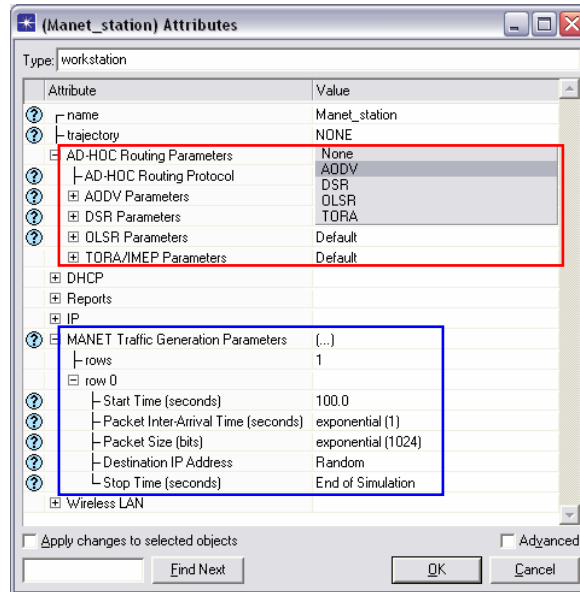 (Manet_station) Attributes
Type: workstation
Attribute Value
name Manet_station
trajectory NONE
AD-HOC Routing Parameters None
AD-HOC Routing Protocol AODV
AODV Parameters DSR
DSR Parameters OLSR
TORA
OLSR Parameters Default
TORA/IMEP Parameters Default
DHCP
Reports
IP
MANET Traffic Generation Parameters (...)
rows 1
row 0
Start Time (seconds) 100.0
Packet Inter-Arrival Time (seconds) exponential (1)
Packet Size (bits) exponential (1024)
Destination IP Address Random
Stop Time (seconds) End of Simulation
Wireless LAN
Apply changes to selected objects Advanced
Find Next OK Cancel